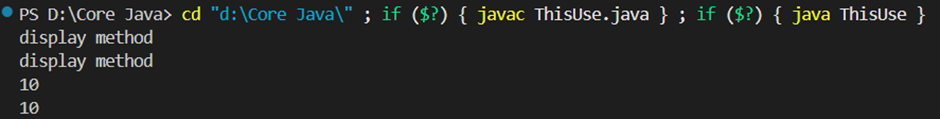 PS D:\Core Java> cd "d:\Core Java\" ; if ($?) { javac ThisUse.java } ; if ($?) { java ThisUse }
display method
display method
10
10